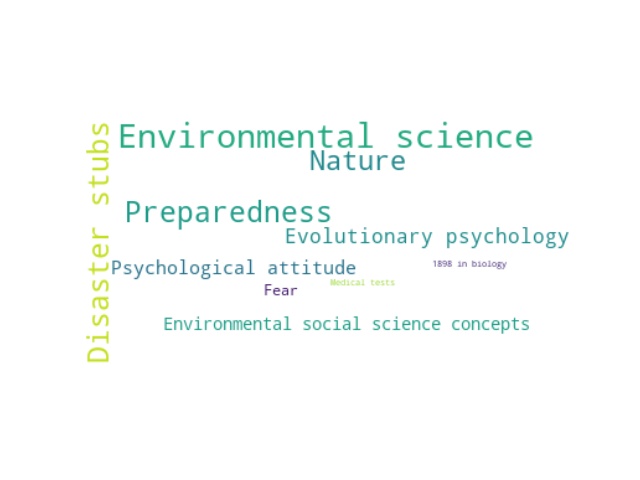 Disaster stubs
Environmental science
Nature
Preparedness
Evolutionary psychology
Psychological attitude
1898 in biology
Medical tests
Fear
Environmental social science concepts